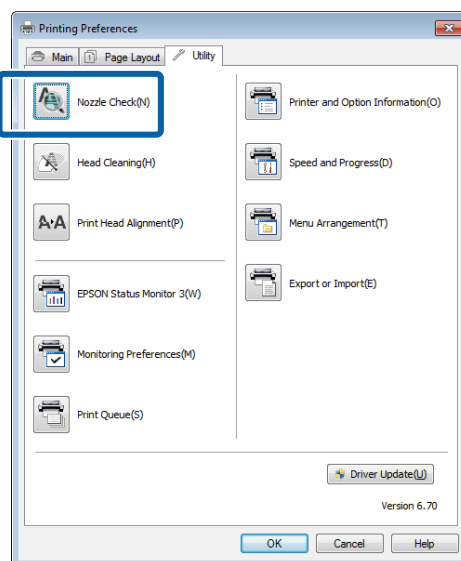 Printing Preferences
Main
Page Layout
Utility
Nozzle Check(N)
Printer and Option Information(O)
Head Cleaning(H)
Speed and Progress(D)
Print Head Alignment(P)
Menu Arrangement(T)
EPSON Status Monitor 3(W)
Export or Import(E)
Monitoring Preferences(M)
Print Queue(S)
Driver Update(U)
Version 6.70
OK
Cancel
Help